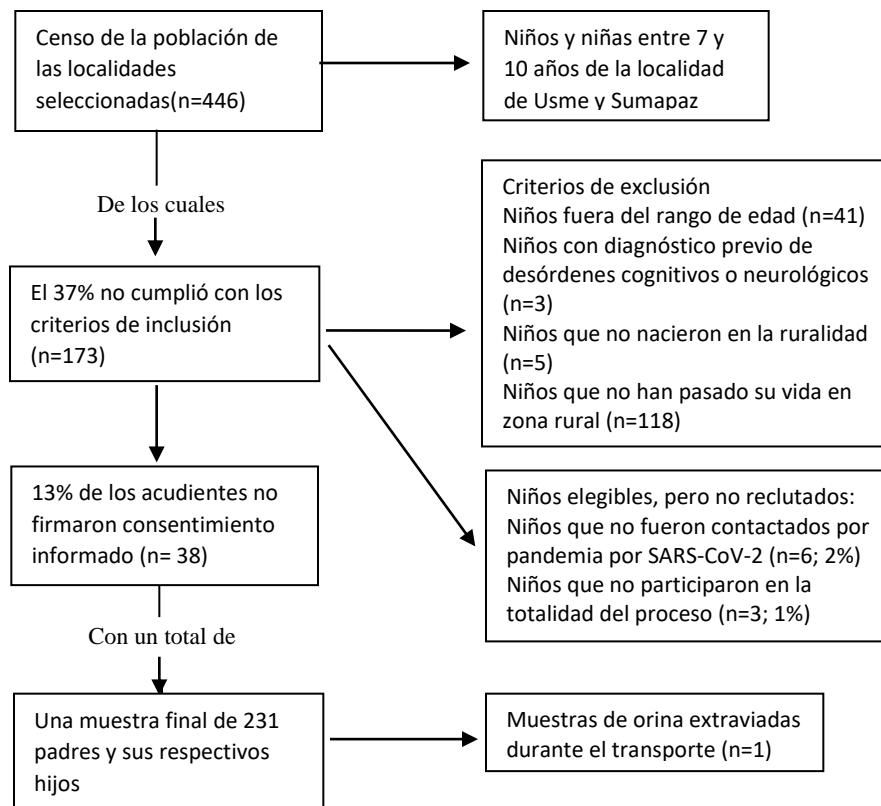 Censo de la población de
las localidades
seleccionadas(n=446)
Niños y niñas entre 7 y
10 años de la localidad
de Usme y Sumapaz
De los cuales
El 37% no cumplió con los
criterios de inclusión
(n=173)
Criterios de exclusión
Niños fuera del rango de edad (n=41)
Niños con diagnóstico previo de
desórdenes cognitivos o neurológicos
(n=3)
Niños que no nacieron en la ruralidad
(n=5)
Niños que no han pasado su vida en
zona rural (n=118)
13% de los acudientes no
firmaron consentimiento
informado (n= 38)
Niños elegibles, pero no reclutados:
Niños que no fueron contactados por
pandemia por SARS-CoV-2 (n=6; 2%)
Niños que no participaron en la
totalidad del proceso (n=3; 1%)
Con un total de
Una muestra final de 231
padres y sus respectivos
hijos
Muestras de orina extraviadas
durante el transporte (n=1)